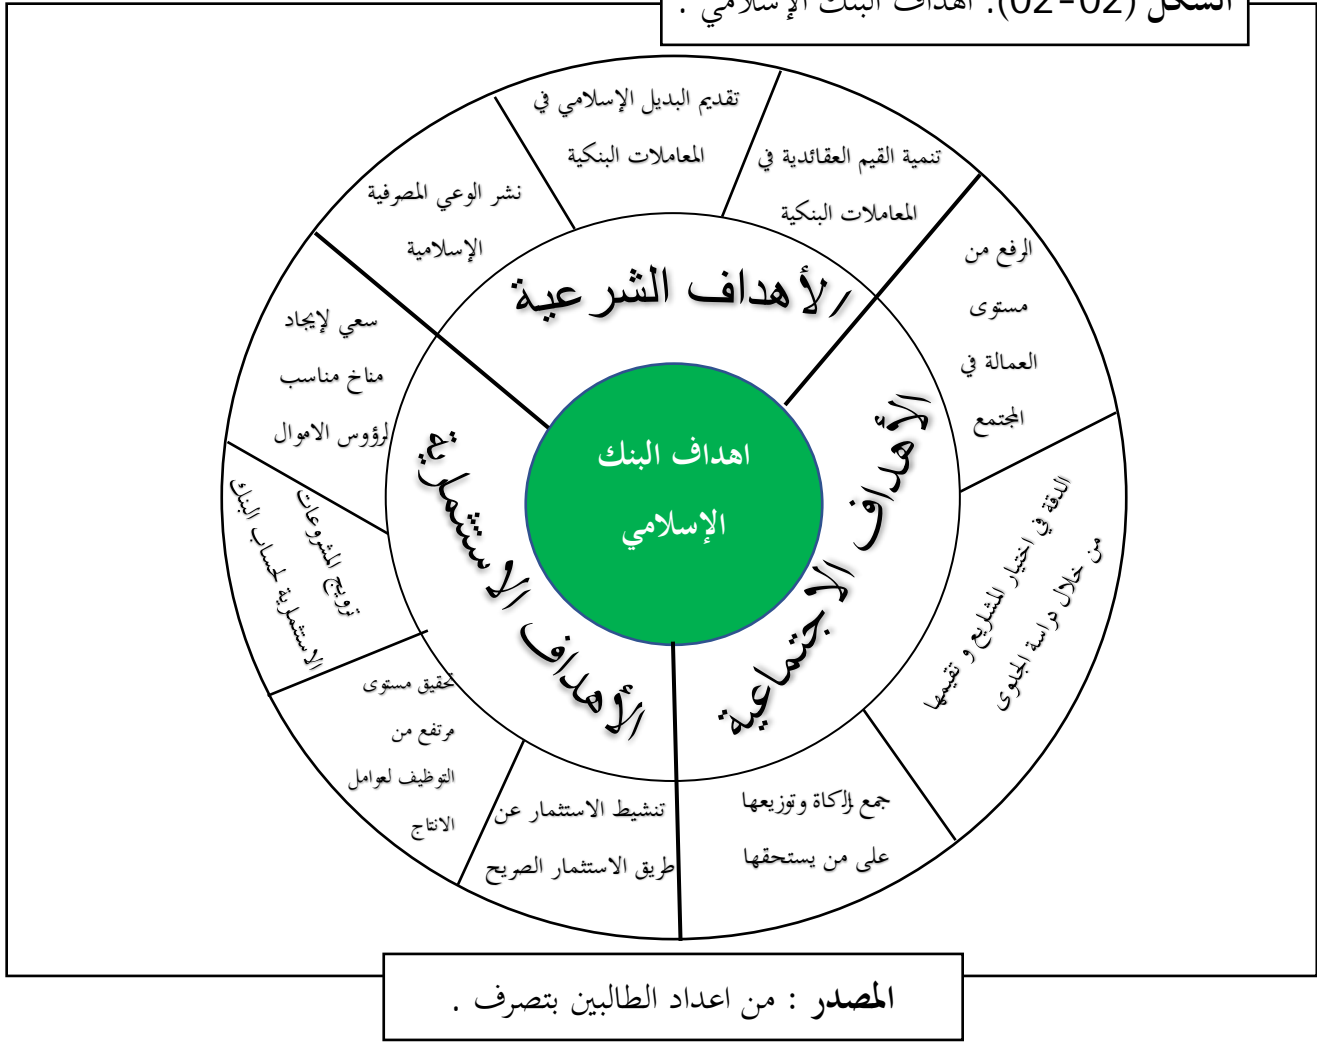 الشكل (02-02): اهداف البنك الإسلامي .
تقديم البديل الإسلامي في
المعاملات البنكية
تنمية القيم العقائدية في
المعاملات البنكية
نشر الوعي المصرفية
الإسلامية
الأهداف الشرعية
الرفع من
مستوى
العمالة في
المجتمع
الدقة في اختيار المشاريع و تقيمها
من خلال دراسة الجدوى
جمع الزكاة وتوزيعها
على من يستحقها
الأهداف الاجتماعية
سعي لإيجاد
مناخ مناسب
لرؤوس الاموال
ترويج المشروعات
الاستثمارية لحساب البنك
تحقيق مستوى
مرتفع من
التوظيف لعوامل
الانتاج
تنشيط الاستثمار عن
طريق الاستثمار الصريح
الأهداف الاستثمارية
اهداف البنك
الإسلامي
المصدر : من اعداد الطالبين بتصرف .